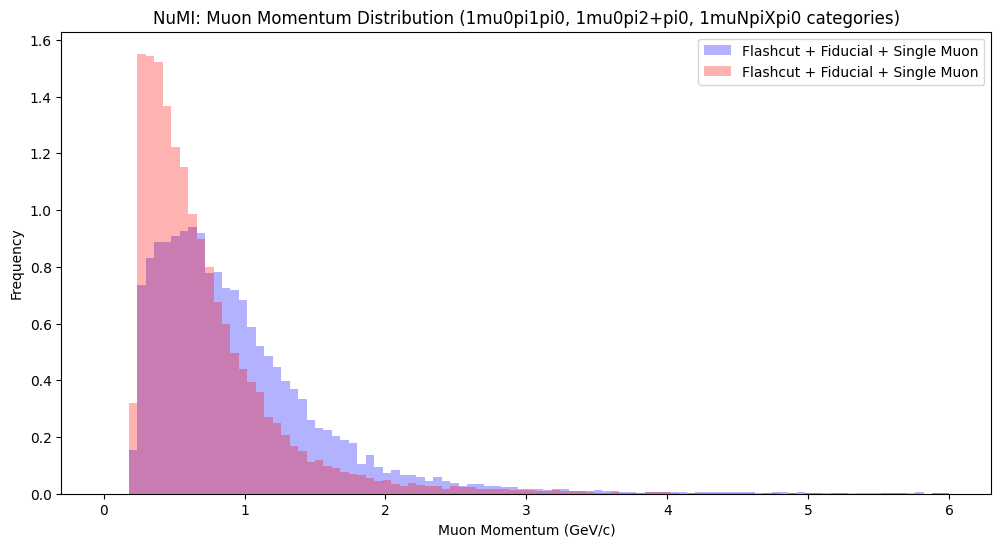 NuMI: Muon Momentum Distribution (1mu0pi1pi0, 1mu0pi2+pi0, 1muNpiXpi0 categories)
Flashcut + Fiducial + Single Muon
Flashcut + Fiducial + Single Muon
1.6
1.4
1.2
1.0
0.8
0.6
0.4
0.2
0.0
Frequency
0 1 2 3 4 5 6
Muon Momentum (GeV/c)